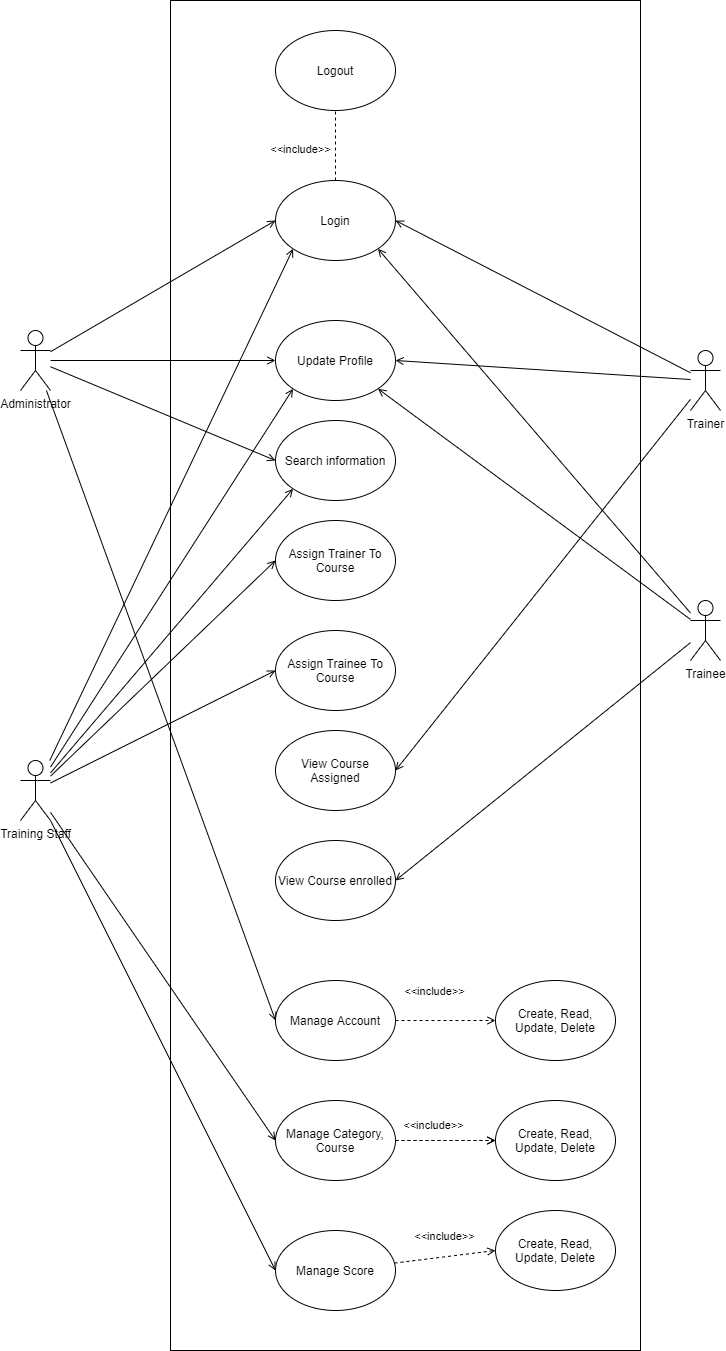 Logout
<<include>>
Login
Update Profile
Administrator
Trainer
Search information
Assign Trainer To
Course
Assign Trainee To
Course
Trainee
View Course
Assigned
Training Staff
View Course enrolled
<<include>>
Manage Account
Create, Read,
Update, Delete
<<include>>
Manage Category,
Course
Create, Read,
Update, Delete
<<include>>
Manage Score
Create, Read,
Update, Delete